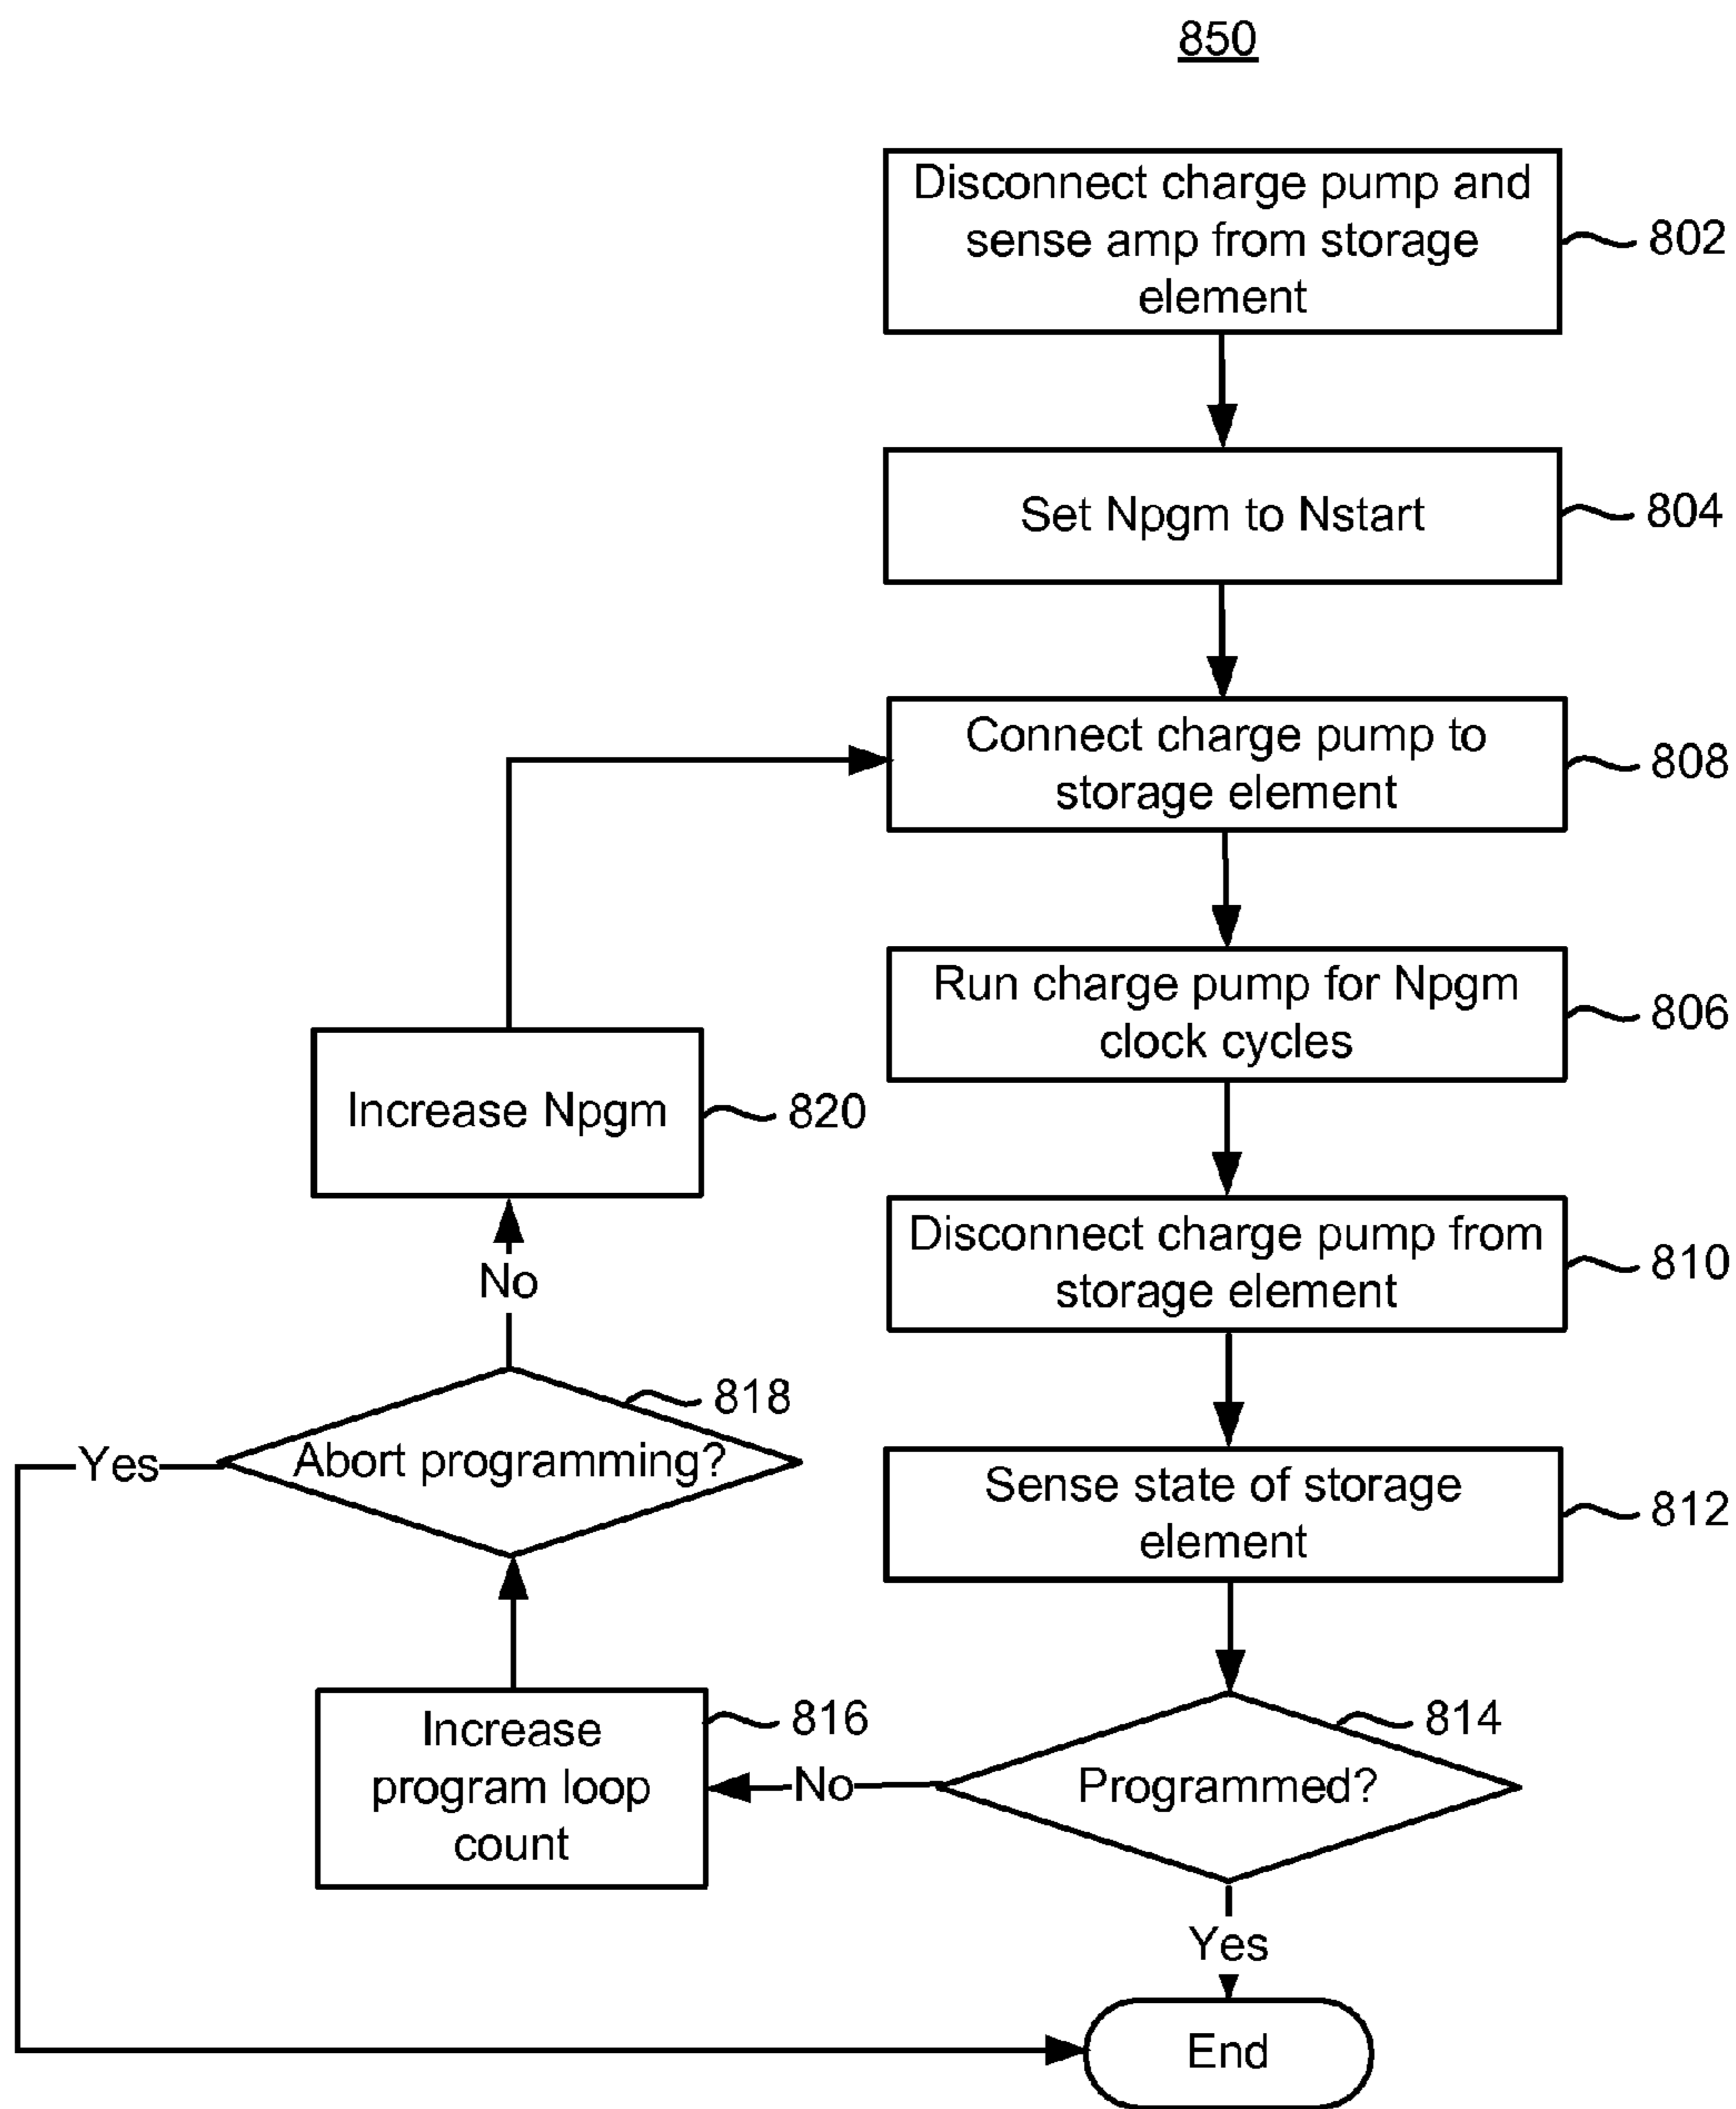 850
Disconnect charge pump and
sense amp from storage
element
802
Set Npgm to Nstart
804
Connect charge pump to
storage element
808
Run charge pump for Npgm
clock cycles
806
Increase Npgm
820
Disconnect charge pump from
storage element
810
No
818
Abort programming?
Yes
Sense state of storage
element
812
Increase
program loop
count
816
No
814
Programmed?
Yes
End